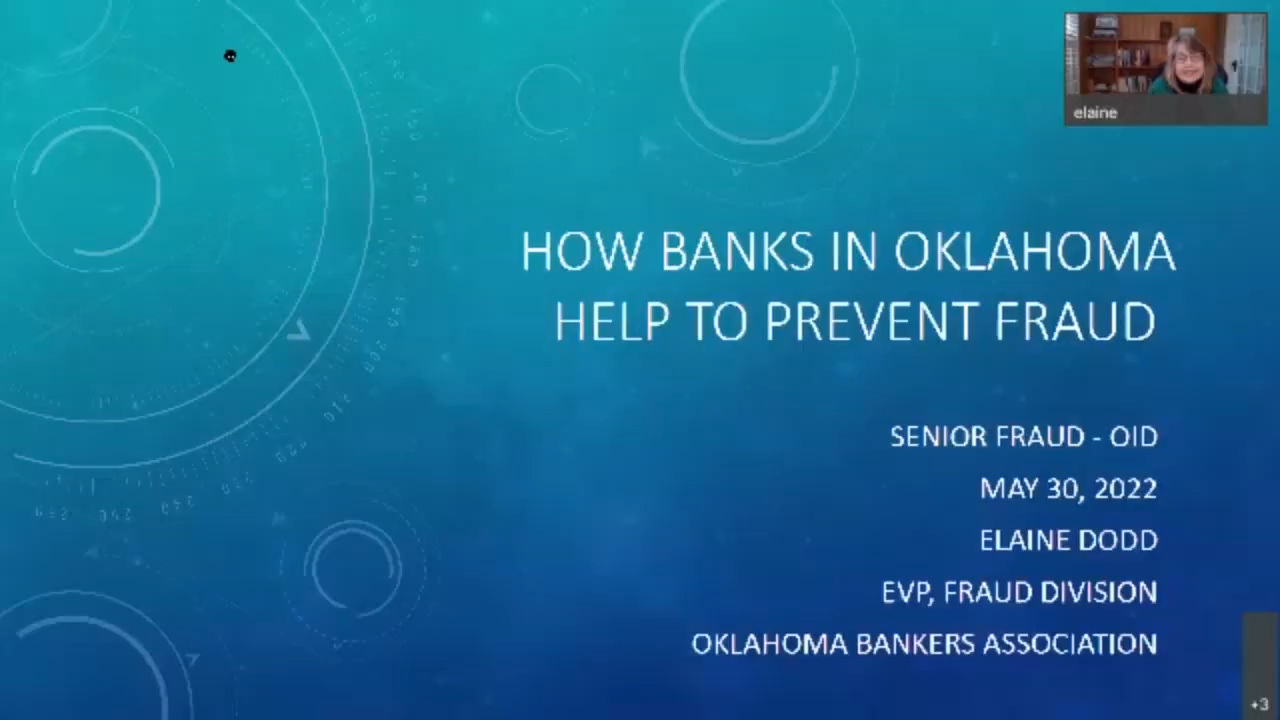 elaine
HOW BANKS IN OKLAHOMA
HELP TO PREVENT FRAUD
SENIOR FRAUD - OID
MAY 30, 2022
ELAINE DODD
EVP, FRAUD DIVISION
OKLAHOMA BANKERS ASSOCIATION
+3